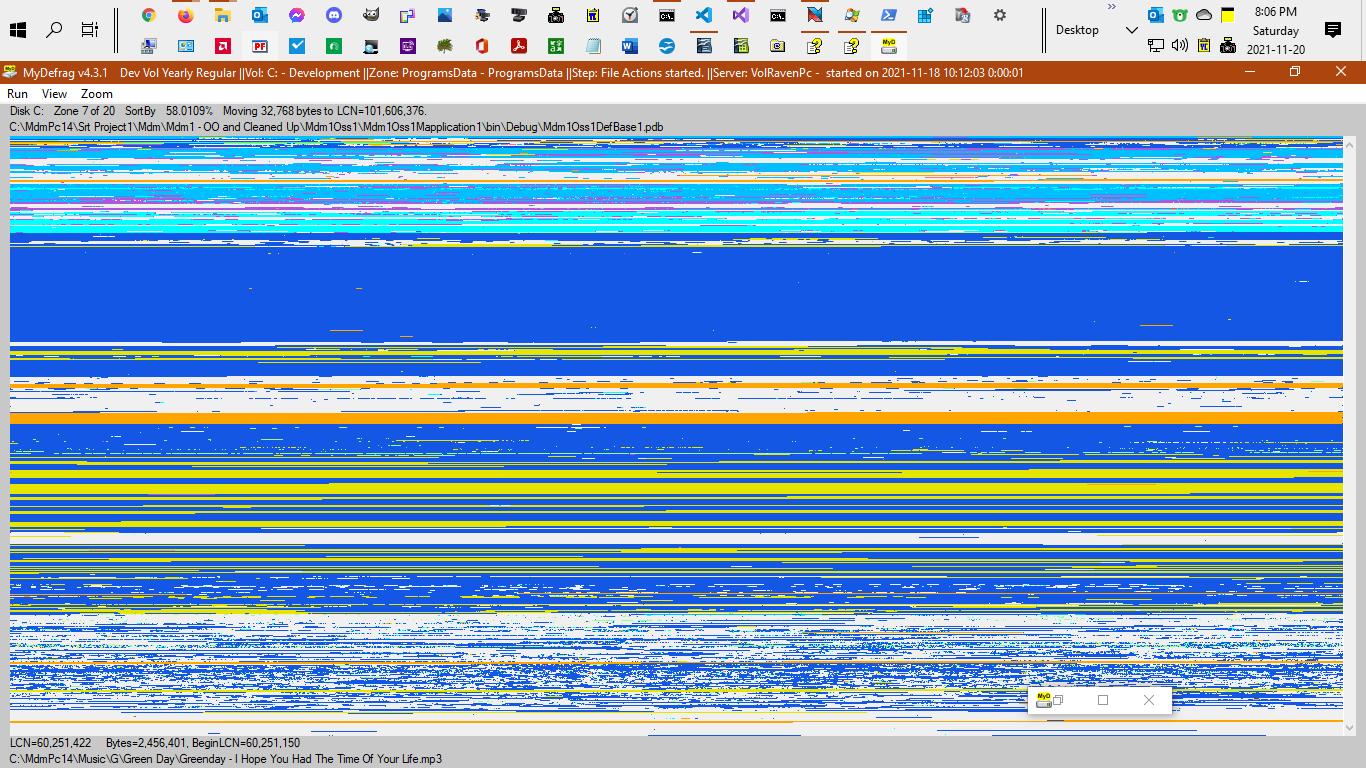 8:06 PM
Desktop
Saturday
2021-11-20
MyDefrag v4.3.1 Dev Vol Yearly Regular ||Vol: C: - Development ||Zone: ProgramsData - ProgramsData ||Step: File Actions started. ||Server: VolRavenPc - started on 2021-11-18 10:12:03 0:00:01
Run View Zoom
Disk C: Zone 7 of 20 SortBy 58.0109% Moving 32,768 bytes to LCN=101,606,376.
C:\MdmPc14\Srt Project1\Mdm\Mdm1 - OO and Cleaned Up\Mdm1Oss1\Mdm1Oss1Mapplication1\bin\Debug\Mdm1Oss1DefBase1.pdb
MyD
LCN=60,251,422 Bytes=2,456,401, BeginLCN=60,251,150
C:\MdmPc14\Music\G\Green Day\Greenday - I Hope You Had The Time Of Your Life.mp3